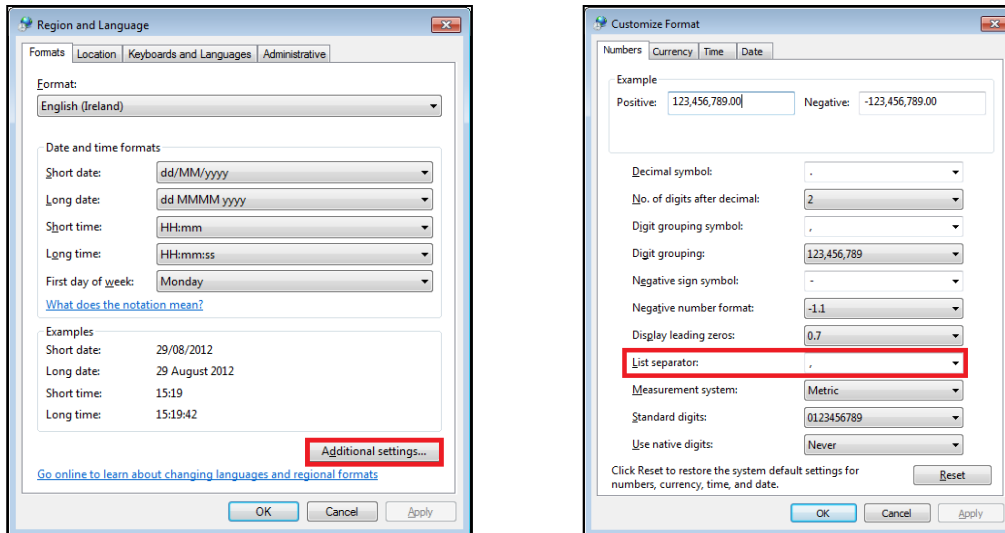 Region and Language
Formats Location Keyboards and Languages Administrative
Format:
English (Ireland)
Date and time formats
Short date: dd/MM/yyyy
Long date: dd MMMM yyyy
Short time: HH:mm
Long time: HH:mm:ss
First day of week: Monday
What does the notation mean?
Examples
Short date: 29/08/2012
Long date: 29 August 2012
Short time: 15:19
Long time: 15:19:42
Additional settings...
Go online to learn about changing languages and regional formats
OK Cancel Apply
Customize Format
Numbers Currency Time Date
Example
Positive: 123,456,789.00 Negative: -123,456,789.00
Decimal symbol: .
No. of digits after decimal: 2
Digit grouping symbol: ,
Digit grouping: 123,456,789
Negative sign symbol: -
Negative number format: -1.1
Display leading zeros: 0.7
List separator: ,
Measurement system: Metric
Standard digits: 0123456789
Use native digits: Never
Click Reset to restore the system default settings for
numbers, currency, time, and date.
Reset
OK Cancel Apply